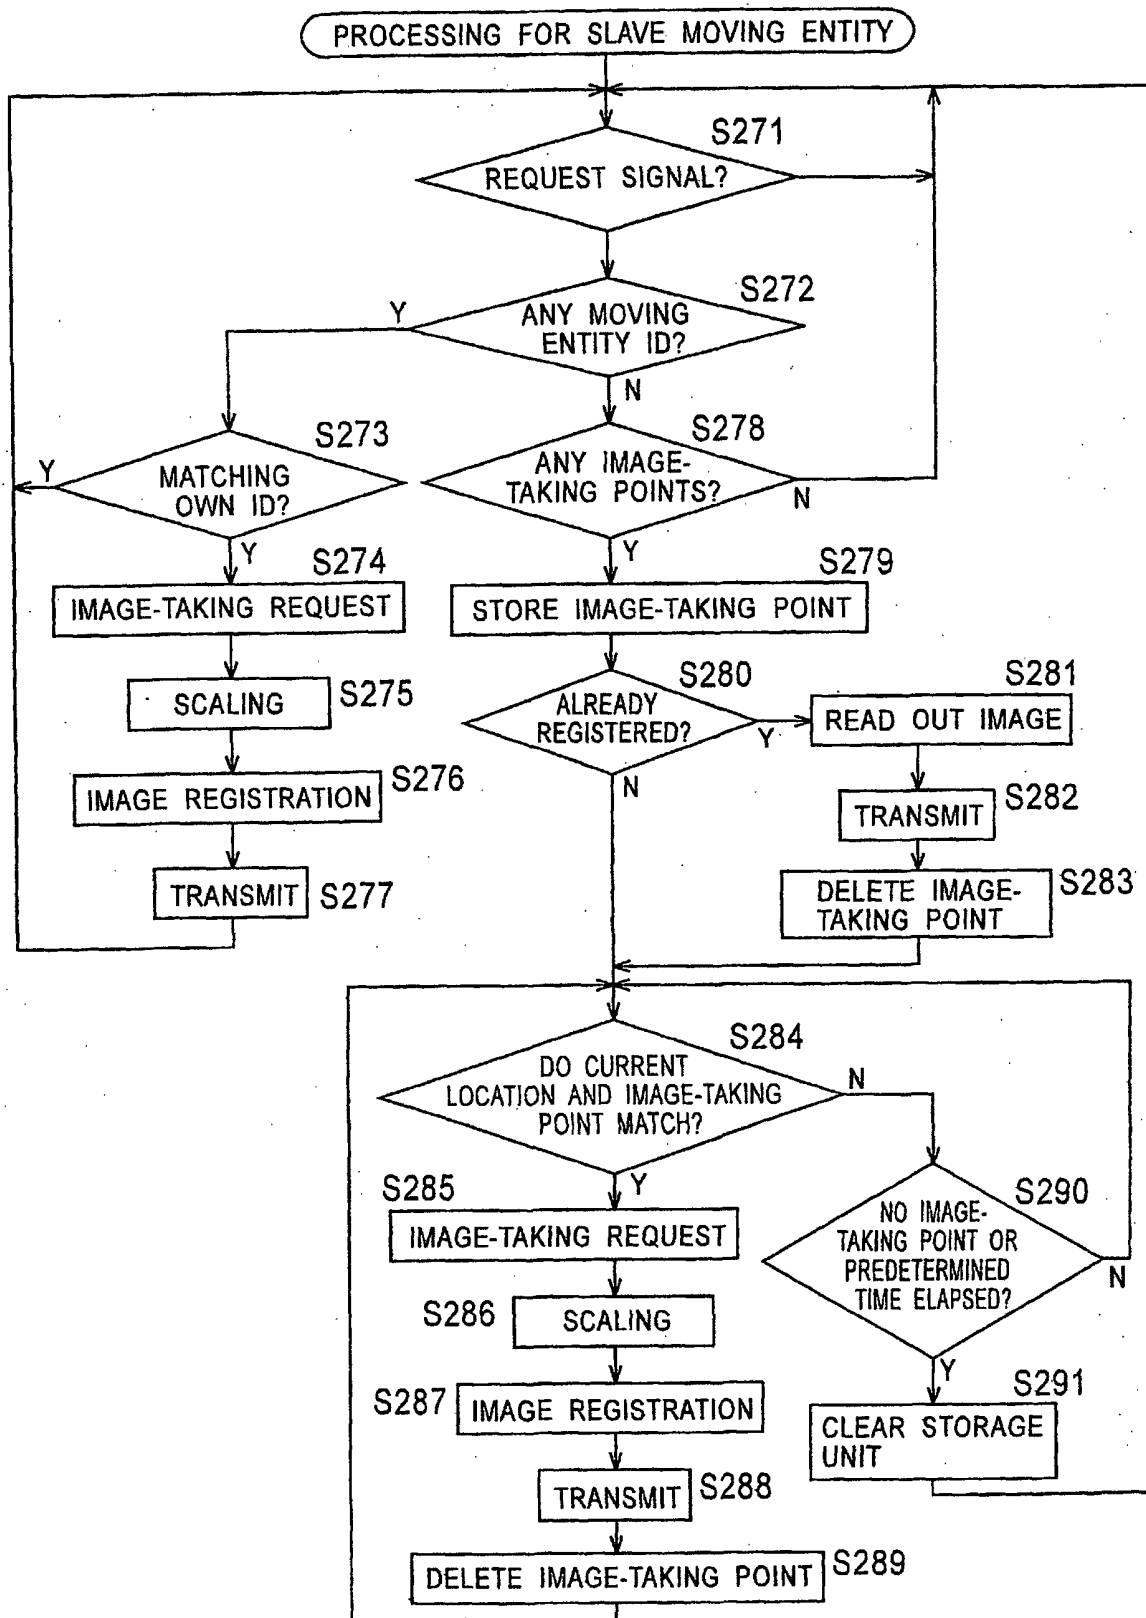 PROCESSING FOR SLAVE MOVING ENTITY
S271
REQUEST SIGNAL?
S272
Y
ANY MOVING
ENTITY ID?
N
S273
Y
MATCHING
OWN ID?
Y
S278
ANY IMAGE-
TAKING POINTS?
N
Y
S274
IMAGE-TAKING REQUEST
S279
STORE IMAGE-TAKING POINT
S275
SCALING
S280
ALREADY
REGISTERED?
Y
N
S281
READ OUT IMAGE
S276
IMAGE REGISTRATION
S282
TRANSMIT
S277
TRANSMIT
S283
DELETE IMAGE-
TAKING POINT
S284
DO CURRENT
LOCATION AND IMAGE-TAKING
POINT MATCH?
N
Y
S285
IMAGE-TAKING REQUEST
S290
NO IMAGE-
TAKING POINT OR
PREDETERMINED
TIME ELAPSED?
N
Y
S286
SCALING
S287
IMAGE REGISTRATION
S291
CLEAR STORAGE
UNIT
S288
TRANSMIT
S289
DELETE IMAGE-TAKING POINT